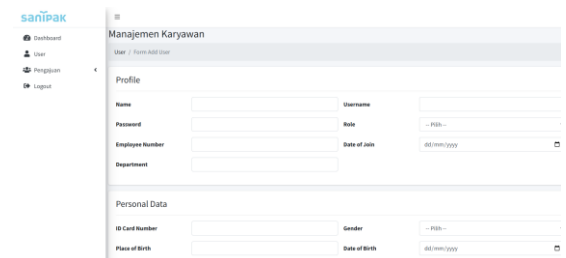 sanipak
Dashboard
User
Pengajuan
Logout
Manajemen Karyawan
User / Form Add User
Profile
Name
Username
Password
Role
-- Pilih --
Employee Number
Date of Join
dd/mm/yyyy
Department
Personal Data
ID Card Number
Gender
-- Pilih --
Place of Birth
Date of Birth
dd/mm/yyyy